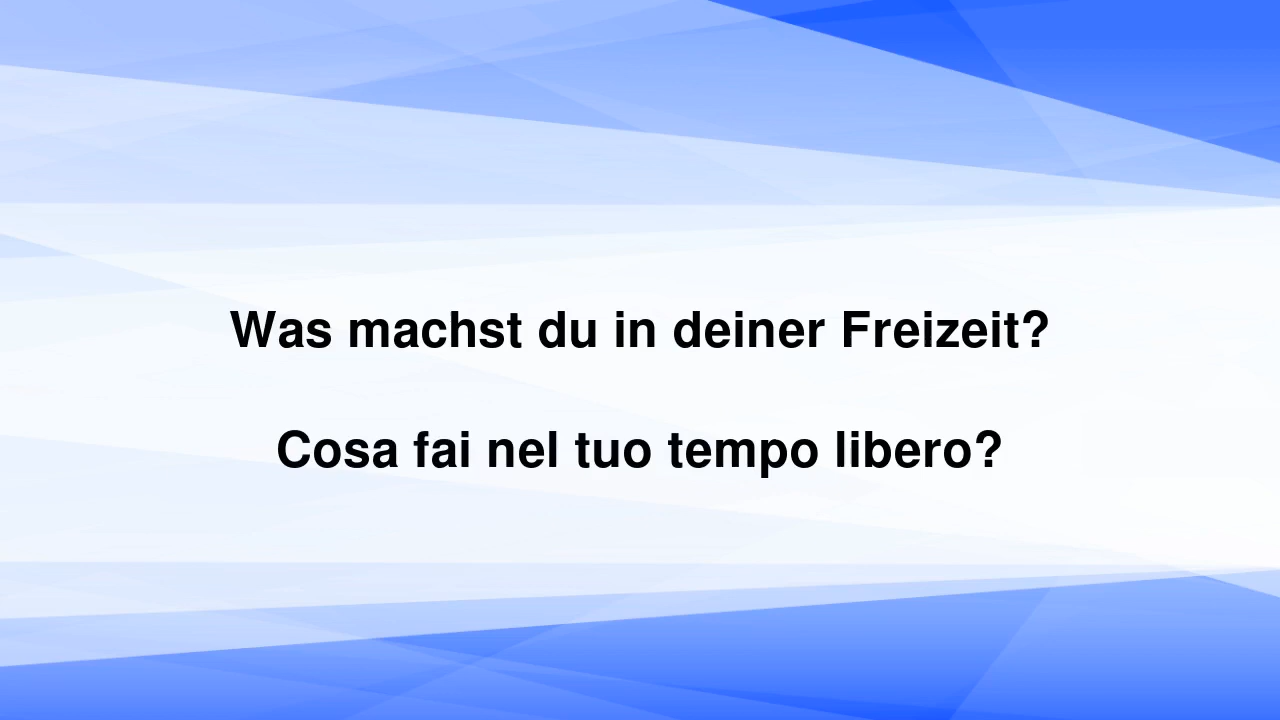 Was machst du in deiner Freizeit?
Cosa fai nel tuo tempo libero?